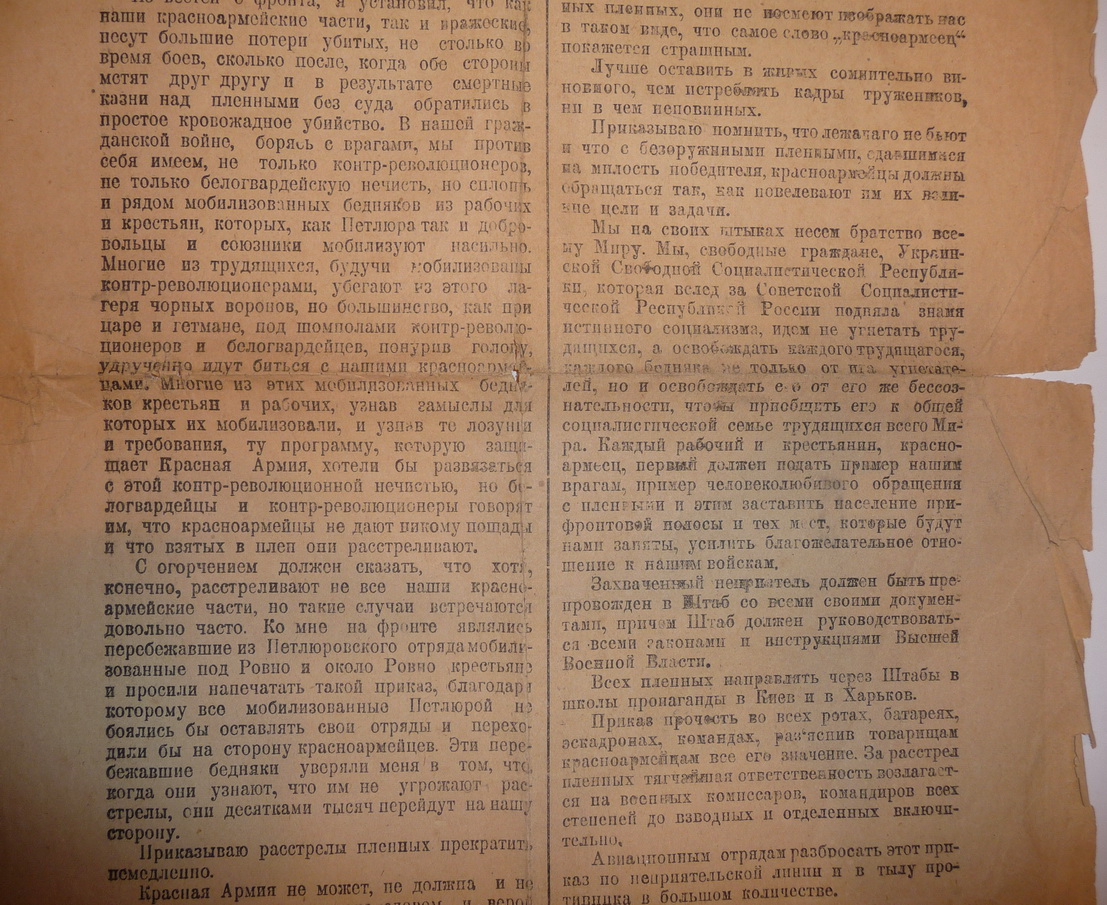 наши красноармейские части, так и вражеские,
несут большие потери убитых, не столько во
время боев, сколько после, когда обе стороны
мстят друг другу и в результате смертные
казни над пленными без суда обратились в
простое кровожадное убийство. В нашей граж-
данской войне, борясь с врагами, мы против
себя имеем, не только контр-революционеров,
не только белогвардейскую нечисть, но сплошь
и рядом мобилизованных бедняков из рабочих
и крестьян, которых, как Петлюра так и добро-
вольцы и союзники мобилизуют насильно.
Многие из трудящихся, будучи мобилизованы
контр-революционерами, убегают из этого ла-
геря чорных воронов, но большинство, как при
царе и гетмане, под шомполами контр-револю-
ционеров и белогвардейцев, понурив голову,
удрученно идут биться с нашими красноармей-
цами. Многие из этих мобилизованных бедня-
ков крестьян и рабочих, узнав замыслы для
которых их мобилизовали, и узнав те лозунги
и требования, ту программу, которую защи-
щает Красная Армия, хотели бы развязаться
с этой контр-революционной нечистью, но бе-
логвардейцы и контр-революционеры говорят
им, что красноармейцы не дают никому пощады
и что взятых в плен они расстреливают.
С огорчением должен сказать, что хотя,
конечно, расстреливают не все наши красно-
армейские части, но такие случаи встречаются
довольно часто. Ко мне на фронте являлись
перебежавшие из Петлюровского отряда мобили-
зованные под Ровно и около Ровно крестьяне
и просили напечатать такой приказ, благодаря
которому все мобилизованные Петлюрой не
боялись бы оставлять свои отряды и перехо-
дили бы на сторону красноармейцев. Эти пере-
бежавшие бедняки уверяли меня в том, что,
когда они узнают, что им не угрожают рас-
стрелы, они десятками тысяч перейдут на нашу
сторону.
Приказываю расстрелы пленных прекратить
немедленно.
Красная Армия не может, не должна и не
ных пленных, они не посмеют изображать нас
в таком виде, что самое слово „красноармеец“
покажется страшным.
Лучше оставить в живых сомнительно ви-
новного, чем истреблять кадры тружеников,
ни в чем неповинных.
Приказываю помнить, что лежачаго не бьют
и что с безоружными пленными, сдавшимися
на милость победителя, красноармейцы должны
обращаться так, как повелевают им их вели-
кие цели и задачи.
Мы на своих штыках несем братство все-
му Миру. Мы, свободные граждане, Украин-
ской Свободной Социалистической Республи-
ки, которая вслед за Советской Социалисти-
ческой Республикой России подняла знамя
истинного социализма, идем не угнетать тру-
дящихся, а освобождать каждого трудящагося,
каждого бедняка не только от ига угнетате-
лей, но и освобождать его от его же бессоз-
нательности, чтобы приобщить его к общей
социалистической семье трудящихся всего Ми-
ра. Каждый рабочий и крестьянин, красно-
армеец, первый должен подать пример нашим
врагам, пример человеколюбивого обращения
с пленными и этим заставить население при-
фронтовой полосы и тех мест, которые будут
нами заняты, усилить благожелательное отно-
шение к нашим войскам.
Захваченный неприятель должен быть пре-
провожден в Штаб со всеми своими докумен-
тами, причем Штаб должен руководствовать-
ся всеми законами и инструкциями Высшей
Военной Власти.
Всех пленных направлять через Штабы в
школы пропаганды в Киев и в Харьков.
Приказ прочесть во всех ротах, батареях,
эскадронах, командах, раз'яснив товарищам
красноармейцам все его значение. За расстрел
пленных тягчайшая ответственность возлагает-
ся на военных комиссаров, командиров всех
степеней до взводных и отделенных включи-
тельно.
Авиационным отрядам разбросать этот при-
каз по неприятельской линии и в тылу про-
тивника в большом количестве.